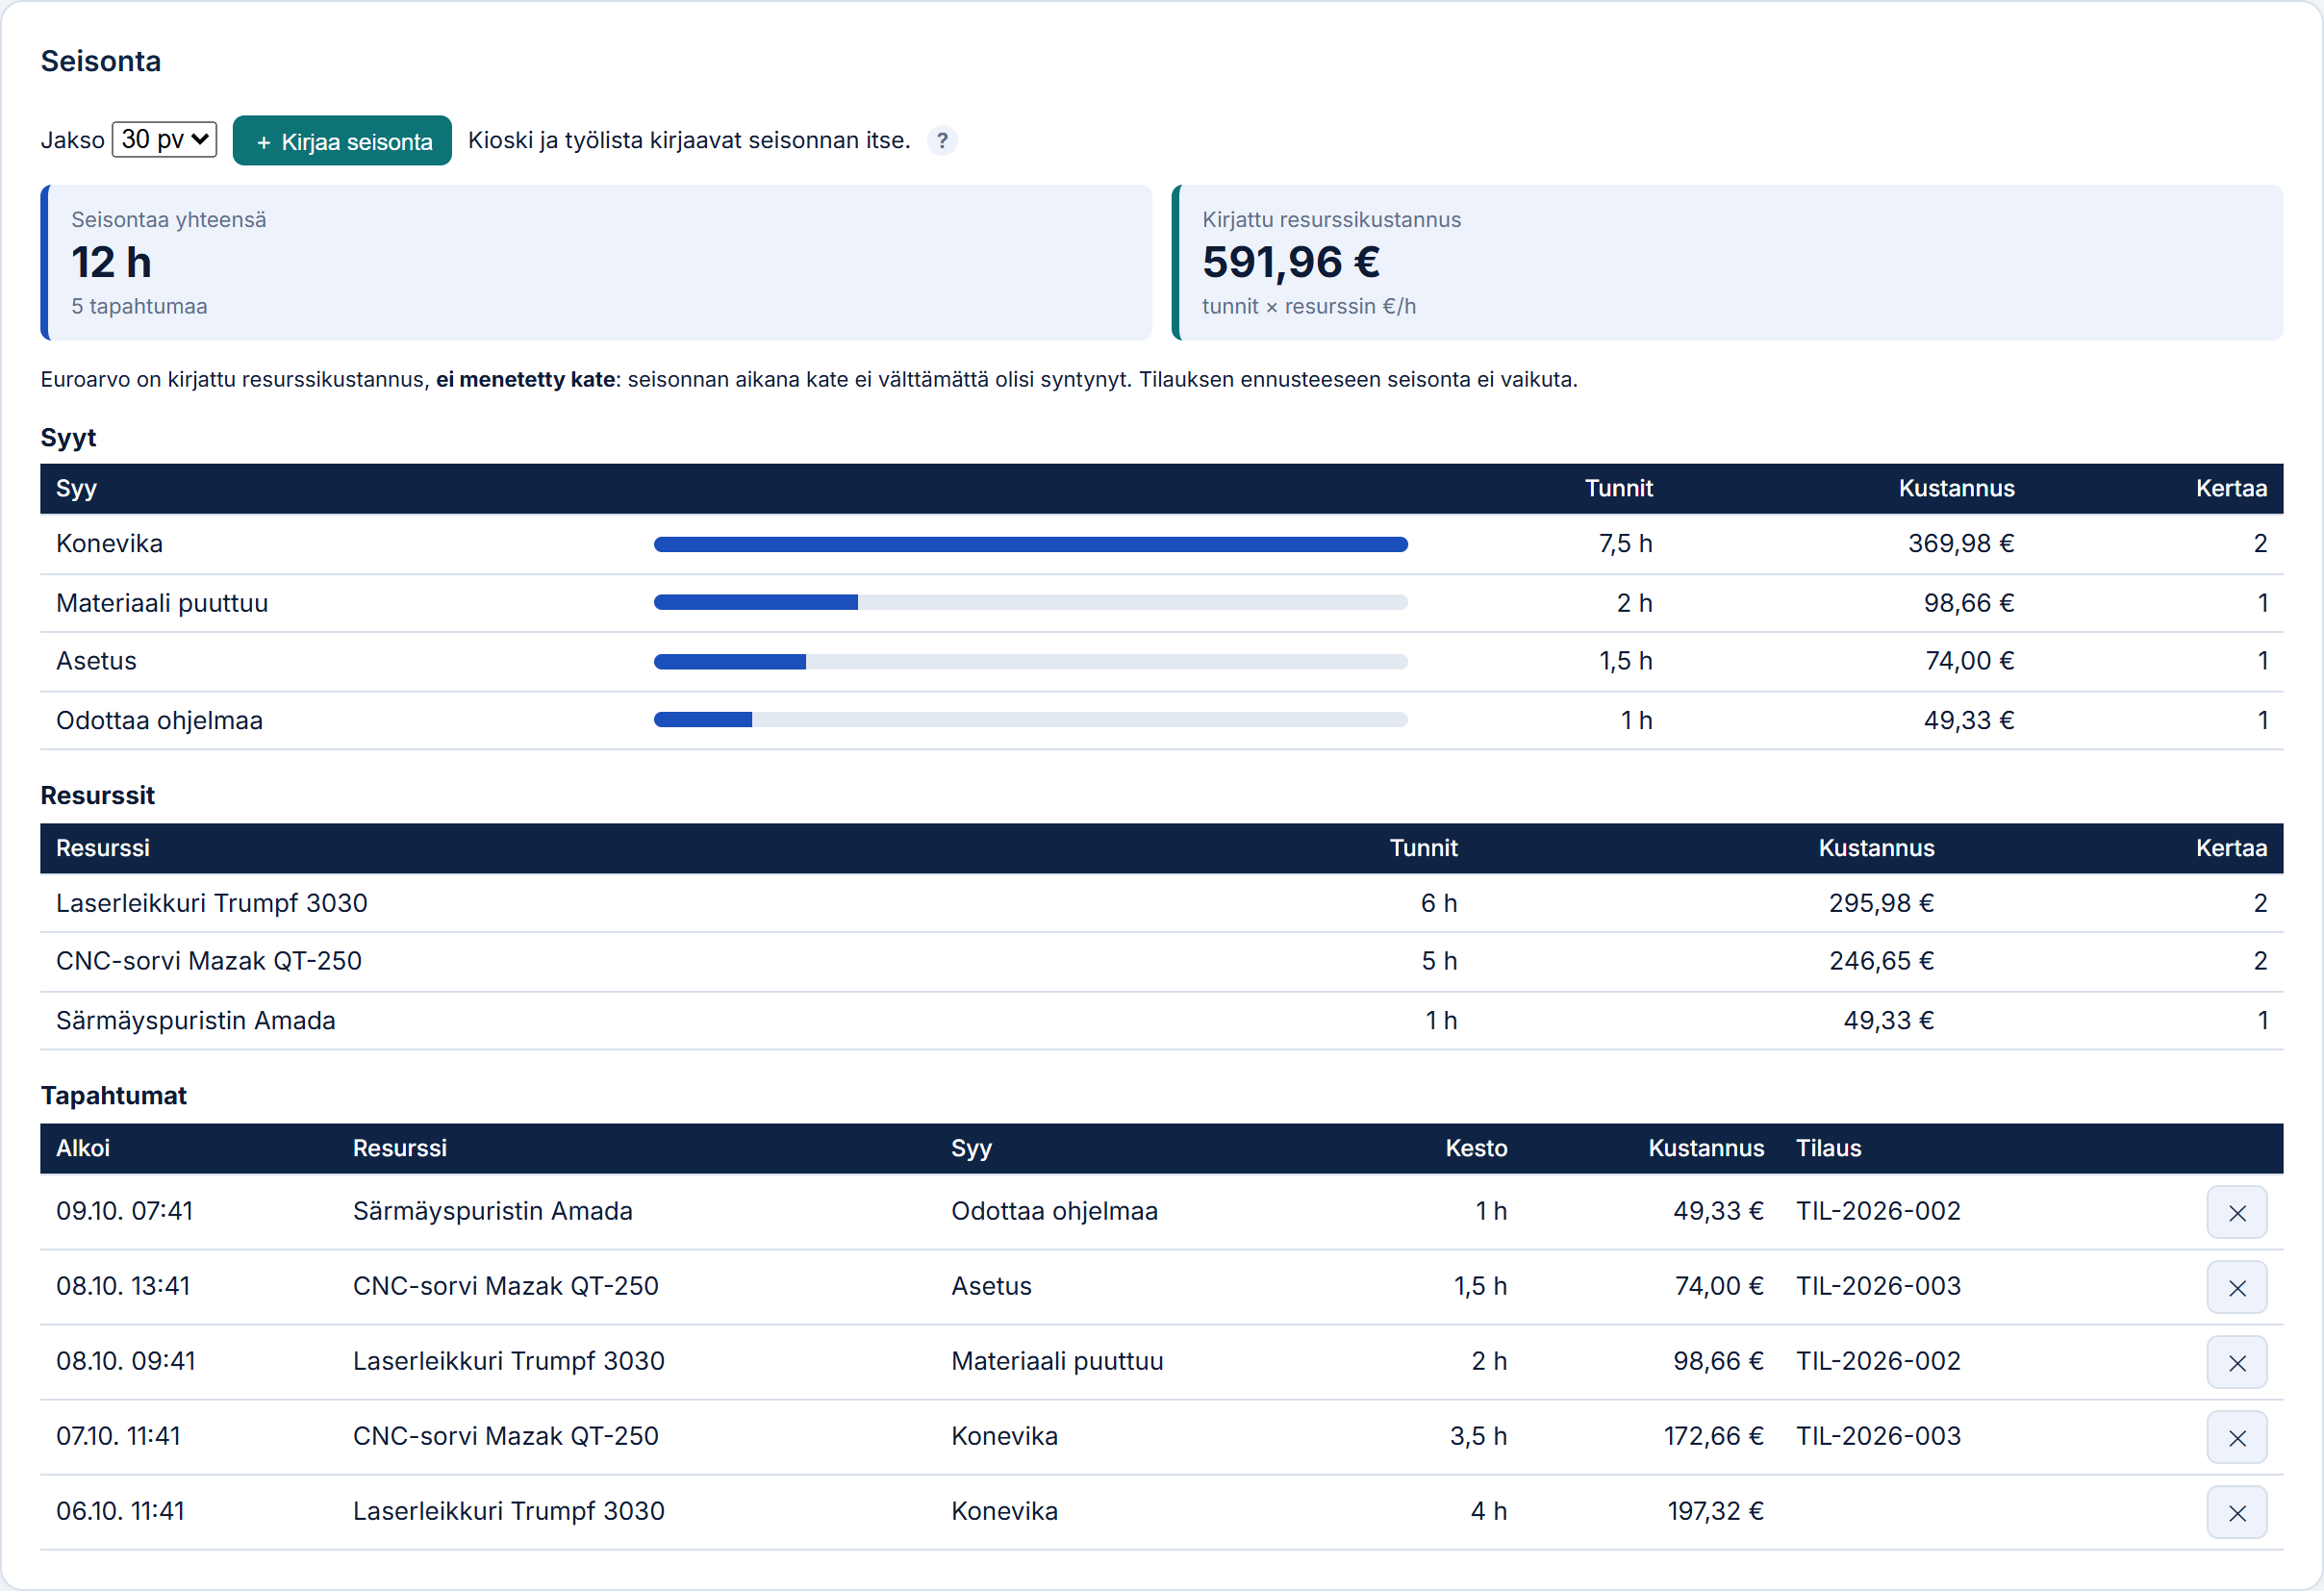 Seisonta
Jakso 30 pv + Kirjaa seisonta Kioski ja työlista kirjaavat seisonnan itse. ?
Seisontaa yhteensä
12 h
5 tapahtumaa
Kirjattu resurssikustannus
591,96 €
tunnit × resurssin €/h
Euroarvo on kirjattu resurssikustannus, ei menetetty kate: seisonnan aikana kate ei välttämättä olisi syntynyt. Tilauksen ennusteeseen seisonta ei vaikuta.
Syyt
Syy Tunnit Kustannus Kertaa
Konevika 7,5 h 369,98 € 2
Materiaali puuttuu 2 h 98,66 € 1
Asetus 1,5 h 74,00 € 1
Odottaa ohjelmaa 1 h 49,33 € 1
Resurssit
Resurssi Tunnit Kustannus Kertaa
Laserleikkuri Trumpf 3030 6 h 295,98 € 2
CNC-sorvi Mazak QT-250 5 h 246,65 € 2
Särmäyspuristin Amada 1 h 49,33 € 1
Tapahtumat
Alkoi Resurssi Syy Kesto Kustannus Tilaus
09.10. 07:41 Särmäyspuristin Amada Odottaa ohjelmaa 1 h 49,33 € TIL-2026-002
08.10. 13:41 CNC-sorvi Mazak QT-250 Asetus 1,5 h 74,00 € TIL-2026-003
08.10. 09:41 Laserleikkuri Trumpf 3030 Materiaali puuttuu 2 h 98,66 € TIL-2026-002
07.10. 11:41 CNC-sorvi Mazak QT-250 Konevika 3,5 h 172,66 € TIL-2026-003
06.10. 11:41 Laserleikkuri Trumpf 3030 Konevika 4 h 197,32 €